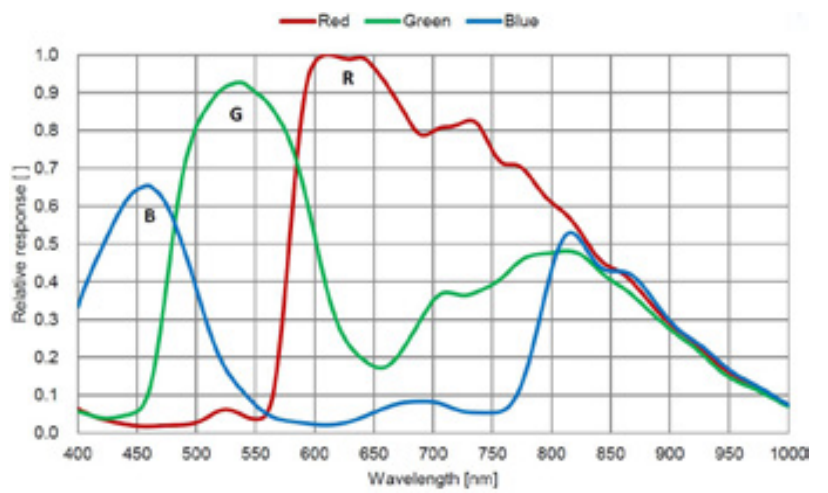 Red Green Blue
1.0
0.9
0.8
0.7
0.6
0.5
0.4
0.3
0.2
0.1
0.0
Relative response [ ]
R
G
B
400 450 500 550 600 650 700 750 800 850 900 950 1000
Wavelength [nm]